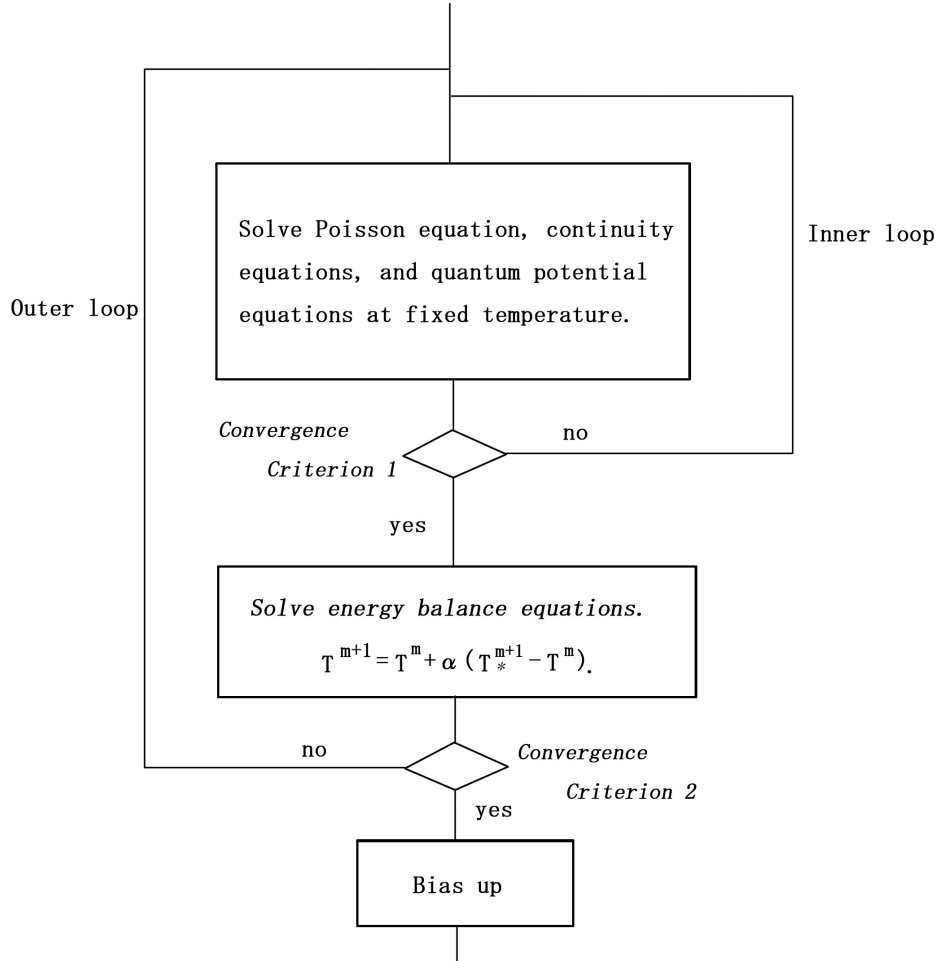 Solve Poisson equation, continuity
equations, and quantum potential
equations at fixed temperature.
Inner loop
Outer loop
Convergence
Criterion 1
no
yes
Solve energy balance equations.
T^{m+1} = T^{m} + α (T_*^{m+1} − T^{m}).
no
Convergence
Criterion 2
yes
Bias up